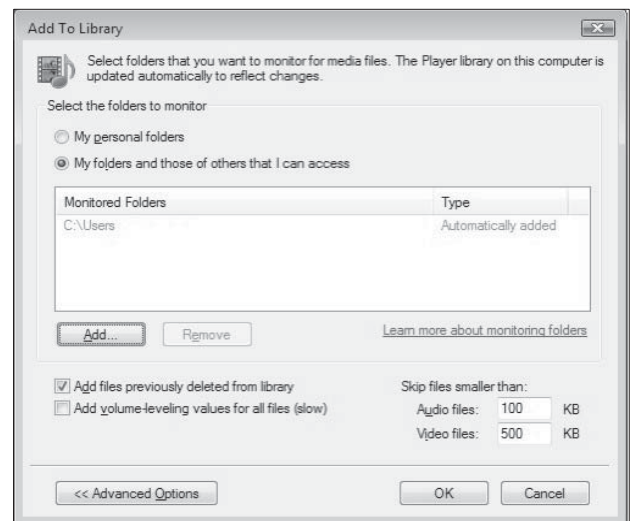 Add To Library
Select folders that you want to monitor for media files. The Player library on this computer is
updated automatically to reflect changes.
Select the folders to monitor
My personal folders
My folders and those of others that I can access
Monitored Folders Type
C:\Users Automatically added
Add... Remove Learn more about monitoring folders
Add files previously deleted from library Skip files smaller than:
Add volume-leveling values for all files (slow) Audio files: 100 KB
Video files: 500 KB
<< Advanced Options OK Cancel